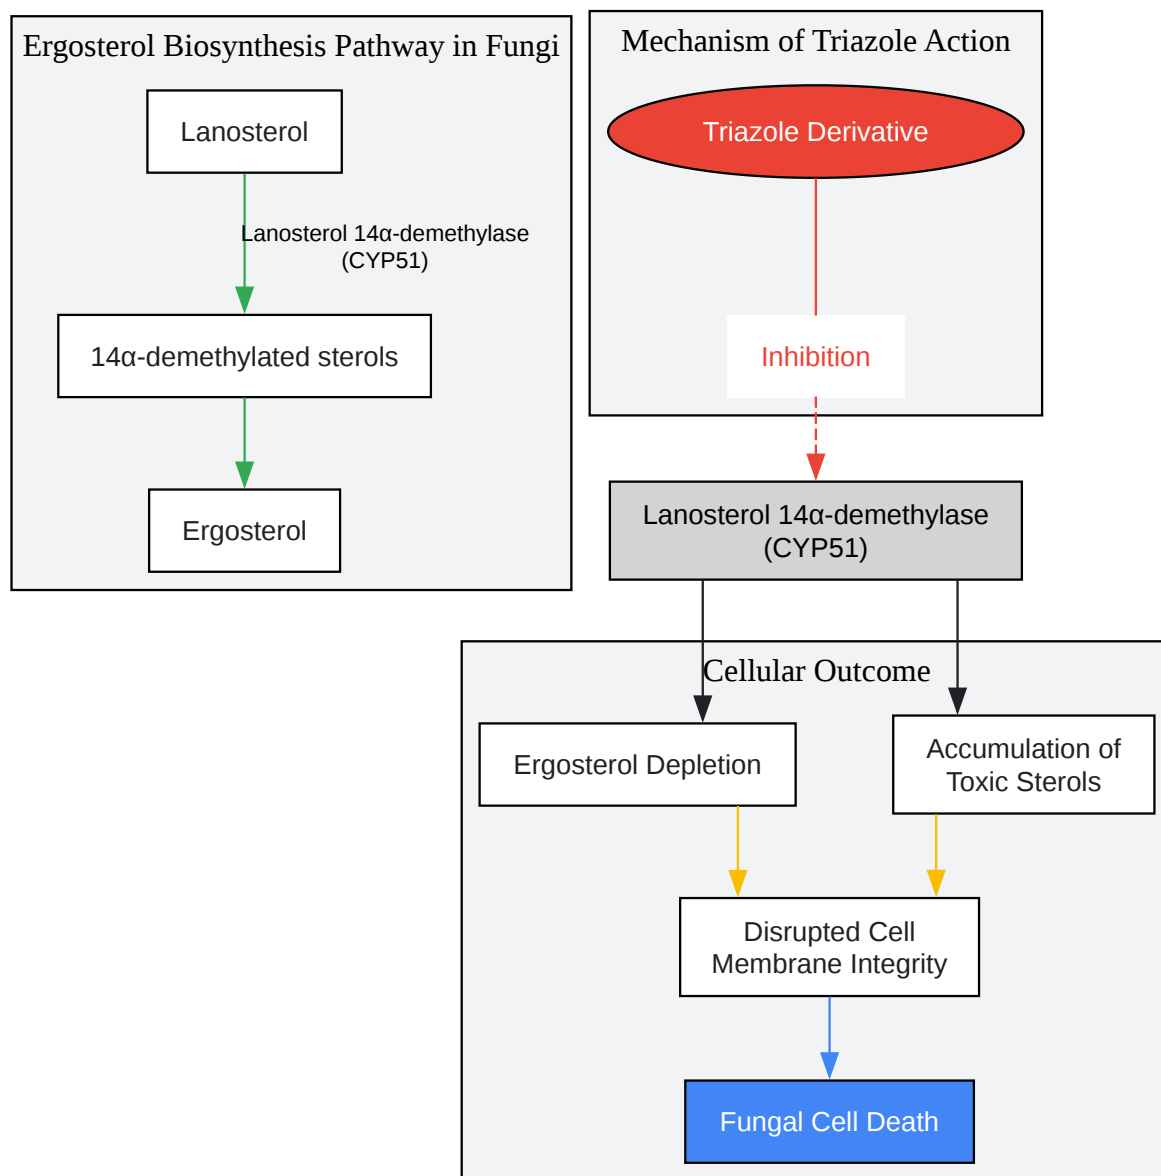 Ergosterol Biosynthesis Pathway in Fungi
Lanosterol
Lanosterol 14α-demethylase
(CYP51)
14α-demethylated sterols
Ergosterol
Mechanism of Triazole Action
Triazole Derivative
Inhibition
Lanosterol 14α-demethylase
(CYP51)
Cellular Outcome
Ergosterol Depletion
Accumulation of
Toxic Sterols
Disrupted Cell
Membrane Integrity
Fungal Cell Death